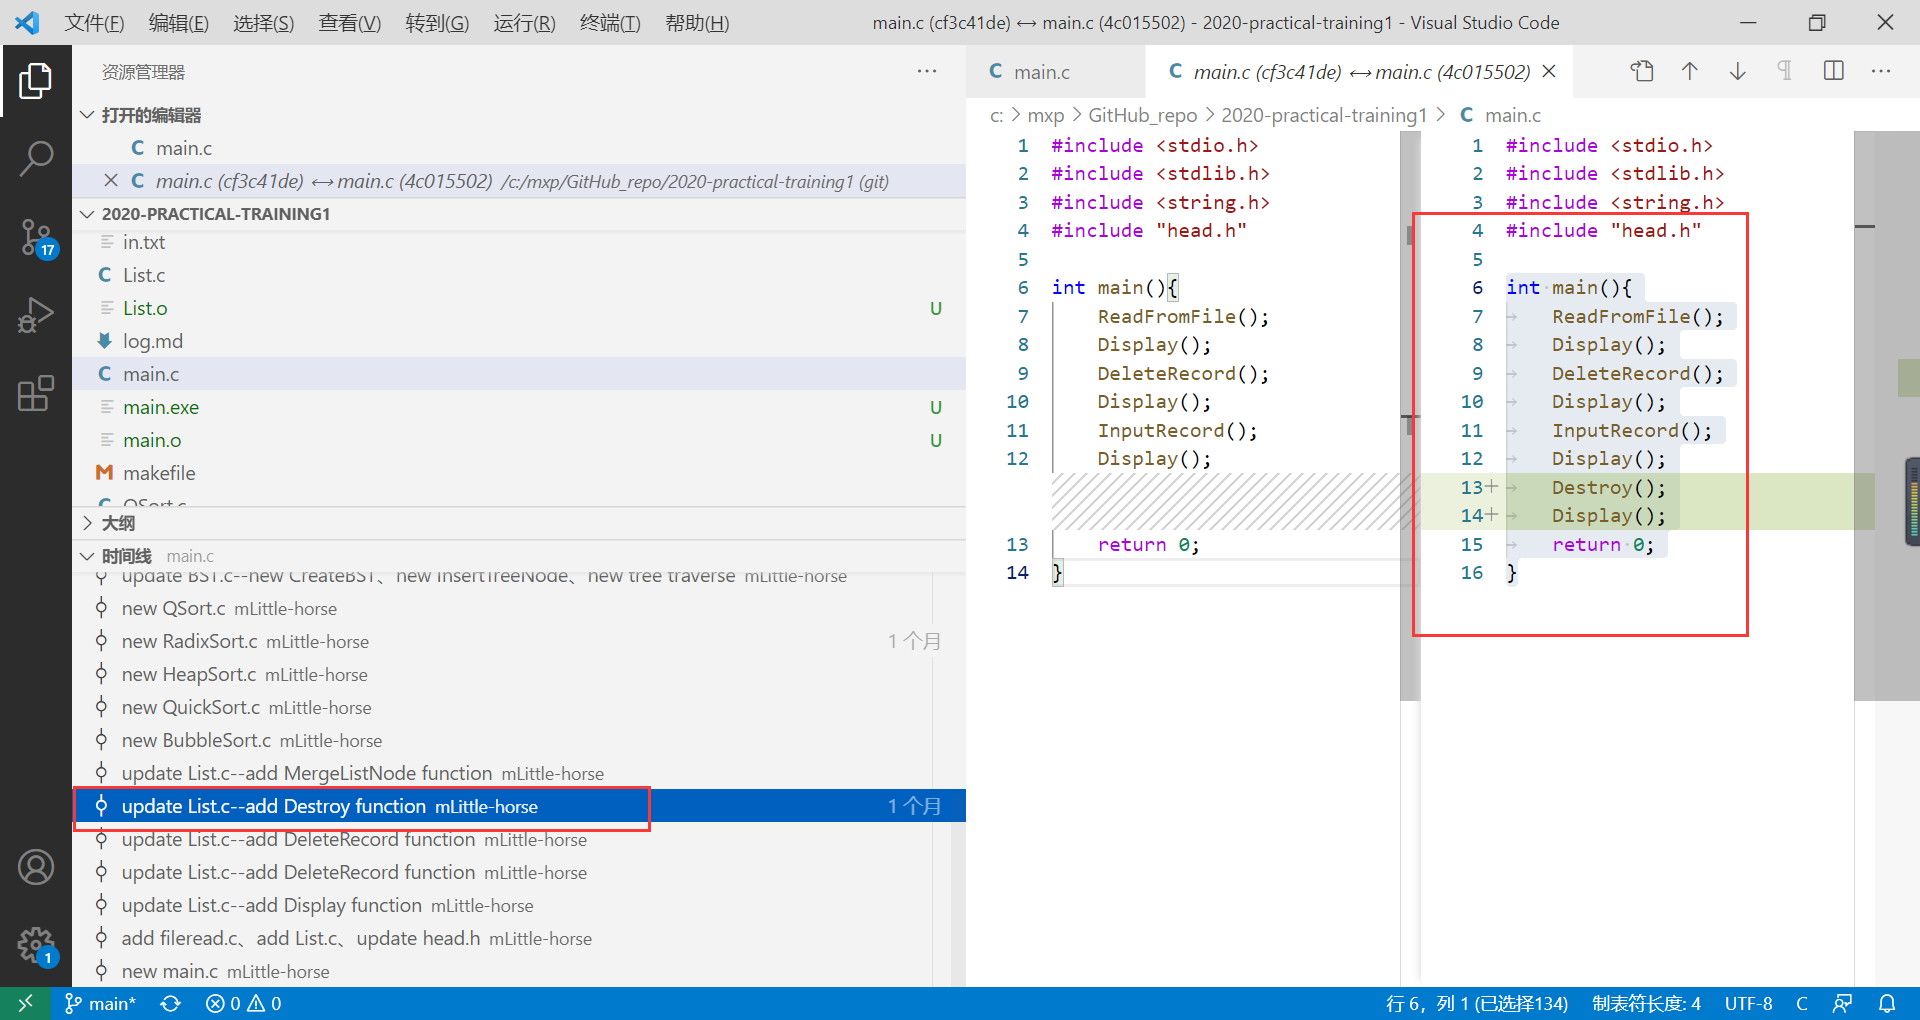 文件(F) 编辑(E) 选择(S) 查看(V) 转到(G) 运行(R) 终端(T) 帮助(H) main.c (cf3c41de) ↔ main.c (4c015502) - 2020-practical-training1 - Visual Studio Code
资源管理器 ···
打开的编辑器
C main.c
C main.c (cf3c41de) ↔ main.c (4c015502) /c:/mxp/GitHub_repo/2020-practical-training1 (git)
2020-PRACTICAL-TRAINING1
in.txt
C List.c
List.o U
log.md
C main.c
main.exe U
main.o U
M makefile
C QSort.c
大纲
时间线 main.c
update BST.c--new CreateBST、new InsertTreeNode、new tree traverse mLittle-horse
new QSort.c mLittle-horse
new RadixSort.c mLittle-horse 1 个月
new HeapSort.c mLittle-horse
new QuickSort.c mLittle-horse
new BubbleSort.c mLittle-horse
update List.c--add MergeListNode function mLittle-horse
update List.c--add Destroy function mLittle-horse 1 个月
update List.c--add DeleteRecord function mLittle-horse
update List.c--add DeleteRecord function mLittle-horse
update List.c--add Display function mLittle-horse
add fileread.c、add List.c、update head.h mLittle-horse
new main.c mLittle-horse
17
1
C main.c
C main.c (cf3c41de) ↔ main.c (4c015502)
c: > mxp > GitHub_repo > 2020-practical-training1 > C main.c
1 #include <stdio.h>
2 #include <stdlib.h>
3 #include <string.h>
4 #include "head.h"
5
6 int main(){
7 ReadFromFile();
8 Display();
9 DeleteRecord();
10 Display();
11 InputRecord();
12 Display();
13 return 0;
14 }
1 #include <stdio.h>
2 #include <stdlib.h>
3 #include <string.h>
4 #include "head.h"
5
6 int main(){
7 ReadFromFile();
8 Display();
9 DeleteRecord();
10 Display();
11 InputRecord();
12 Display();
13+ Destroy();
14+ Display();
15 return 0;
16 }
main* 0 0 行 6，列 1 (已选择134) 制表符长度: 4 UTF-8 C